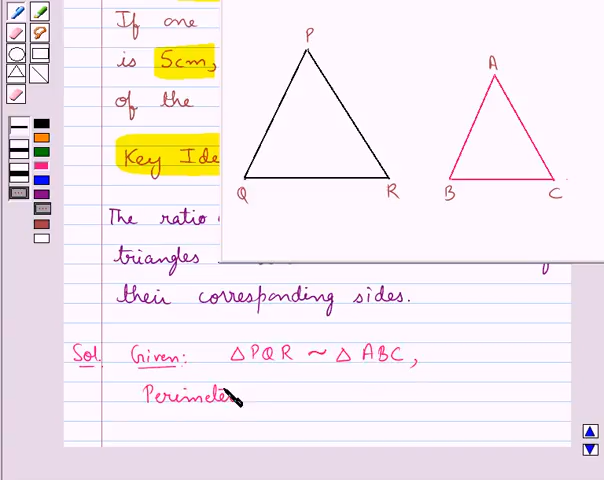 If one
is 5cm,
of the
Key Ide
The ratio
triangles
their corresponding sides.
Sol. Given: △PQR ~ △ABC,
Perimeter
P
Q
R
A
B
C